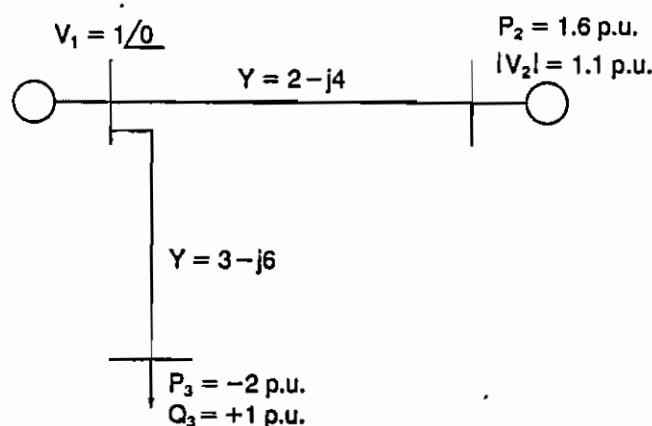 V₁ = 1/0
P₂ = 1.6 p.u.
|V₂| = 1.1 p.u.
Y = 2−j4
Y = 3−j6
P₃ = −2 p.u.
Q₃ = +1 p.u.